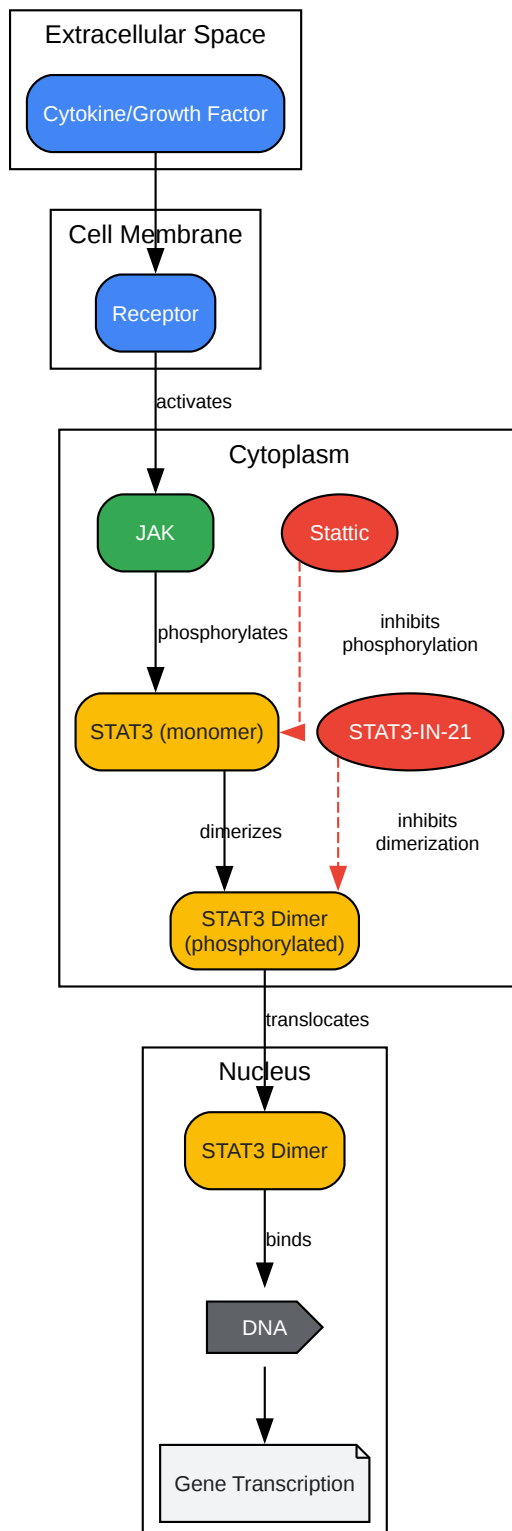 Extracellular Space
Cytokine/Growth Factor
Cell Membrane
Receptor
activates
Cytoplasm
JAK
Stattic
phosphorylates
inhibits
phosphorylation
STAT3 (monomer)
STAT3-IN-21
dimerizes
inhibits
dimerization
STAT3 Dimer
(phosphorylated)
translocates
Nucleus
STAT3 Dimer
binds
DNA
Gene Transcription